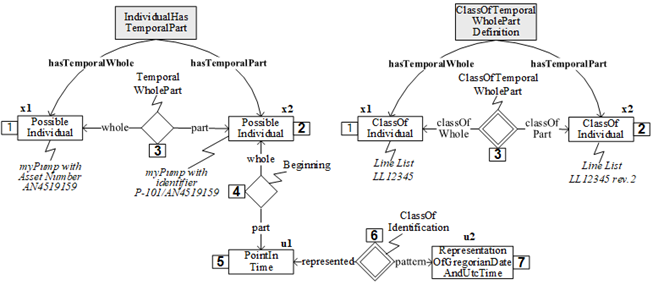 IndividualHas
TemporalPart
hasTemporalWhole
hasTemporalPart
Temporal
WholePart
x1
x2
1
Possible
Individual
whole
part
3
Possible
Individual
2
myPump with
Asset Number
AN4519159
myPump with
identifier
P-101/AN4519159
whole
Beginning
4
part
u1
5
PointIn
Time
represented
6
ClassOf
Identification
pattern
u2
Representation
OfGregorianDate
AndUtcTime
7
ClassOfTemporal
WholePart
Definition
hasTemporalWhole
hasTemporalPart
ClassOfTemporal
WholePart
x1
x2
1
ClassOf
Individual
classOf
Whole
3
classOf
Part
ClassOf
Individual
2
Line List
LL12345
Line List
LL12345 rev.2